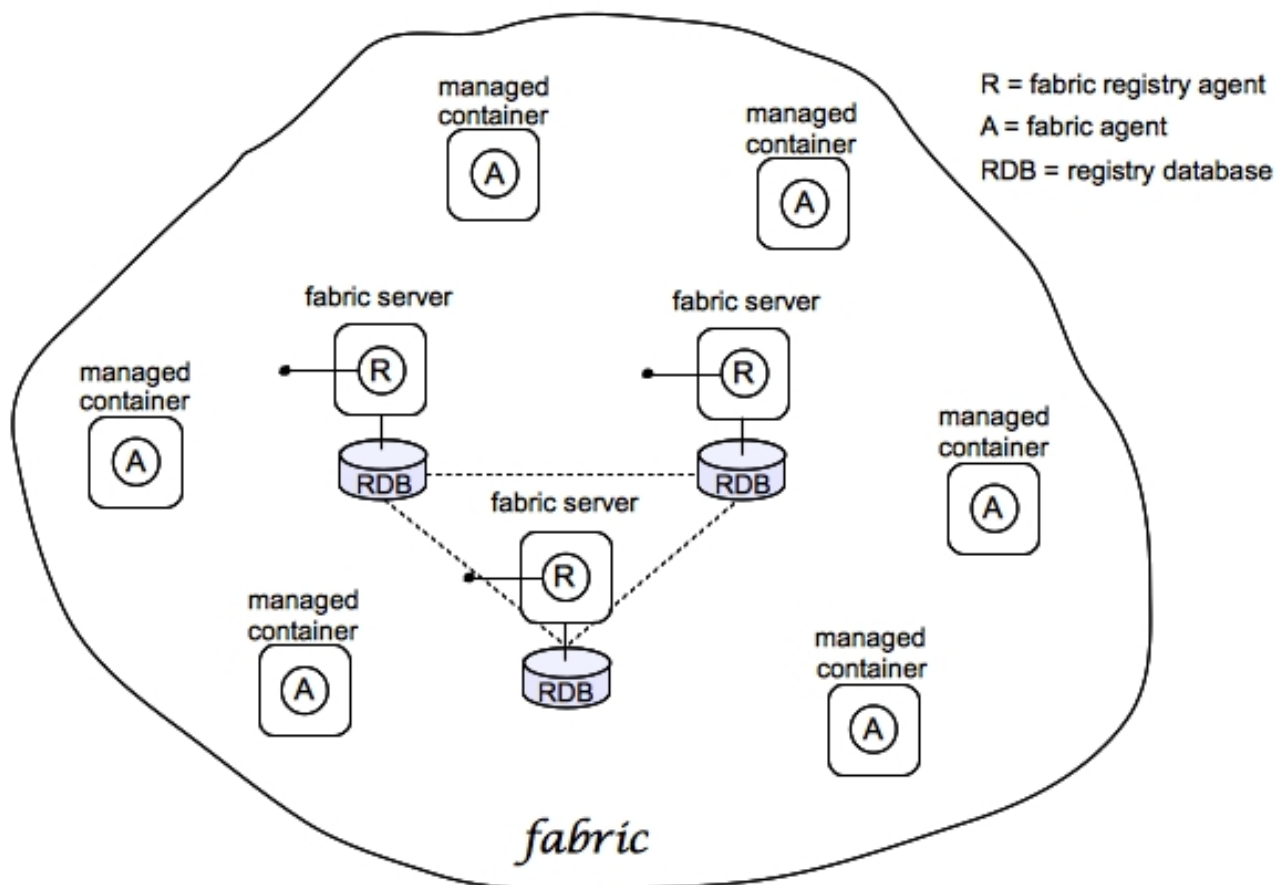 managed
container
A
managed
container
A
R = fabric registry agent
A = fabric agent
RDB = registry database
fabric server
R
RDB
fabric server
R
RDB
managed
container
A
managed
container
A
fabric server
R
RDB
managed
container
A
managed
container
A
fabric